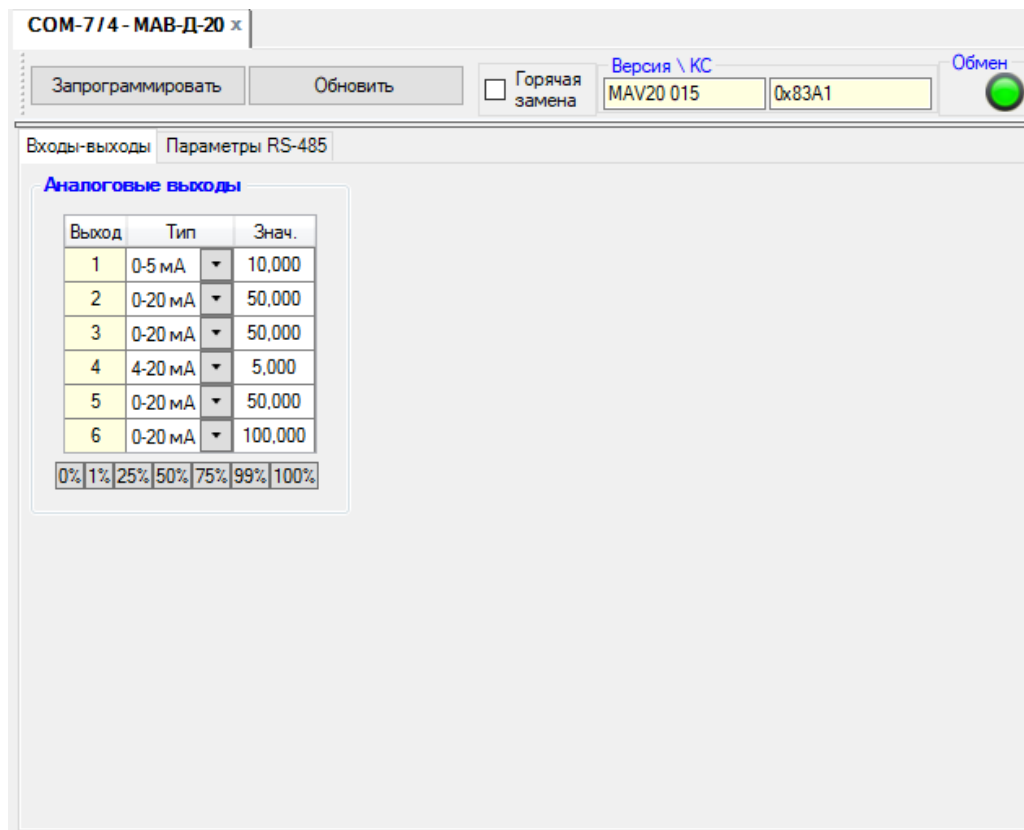 COM-7 / 4 - МАВ-Д-20 x
Запрограммировать Обновить Горячая замена Версия \ КС MAV20 015 0x83A1 Обмен
Входы-выходы Параметры RS-485
Аналоговые выходы
Выход Тип Знач.
1 0-5 мА 10,000
2 0-20 мА 50,000
3 0-20 мА 50,000
4 4-20 мА 5,000
5 0-20 мА 50,000
6 0-20 мА 100,000
0% 1% 25% 50% 75% 99% 100%